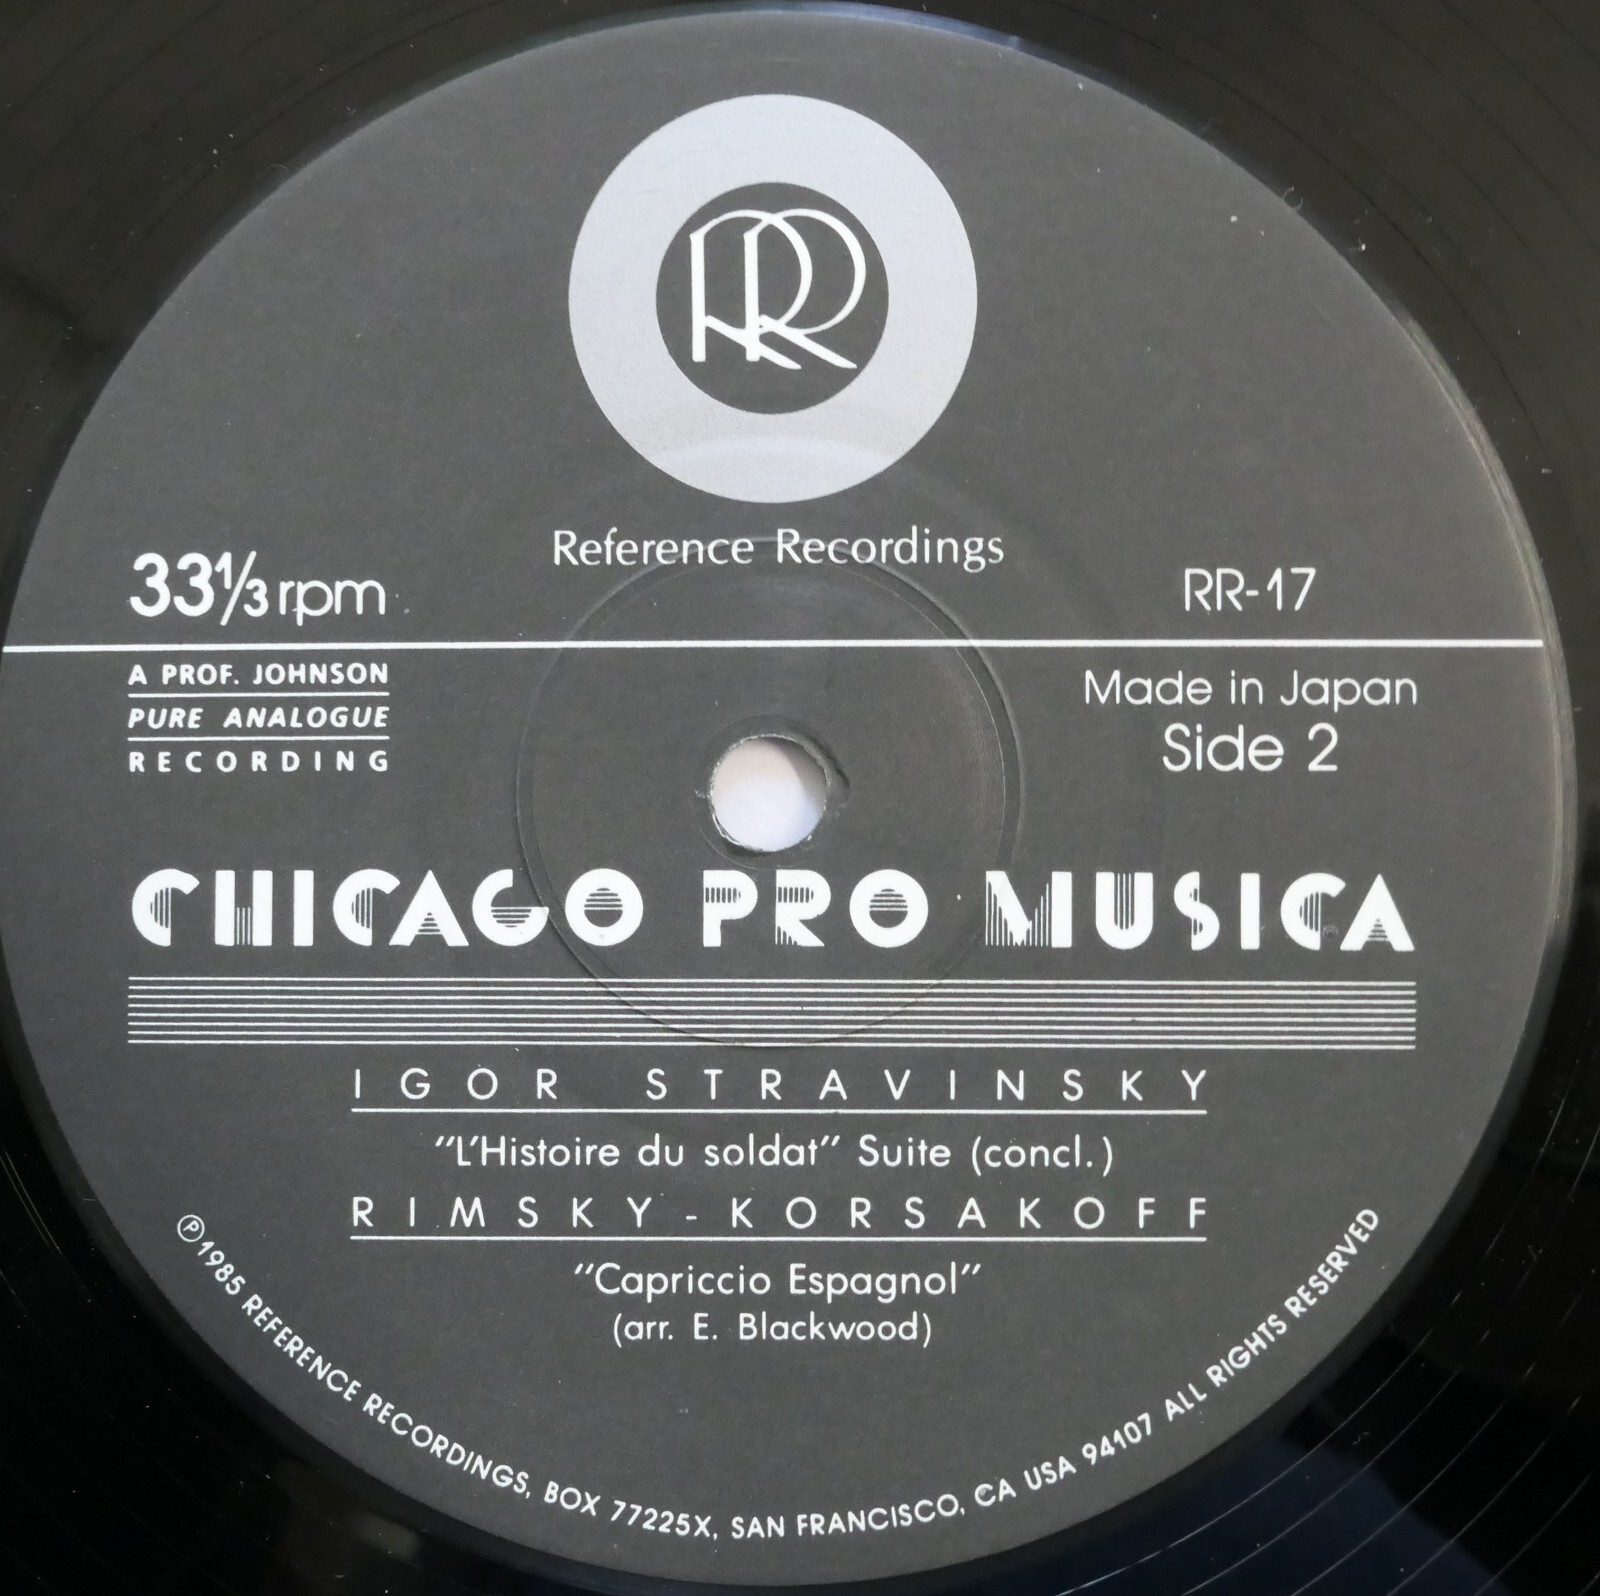 RR
Reference Recordings
33⅓ rpm
RR-17
A PROF. JOHNSON
PURE ANALOGUE
RECORDING
Made in Japan
Side 2
CHICAGO PRO MUSICA
IGOR STRAVINSKY
"L'Histoire du soldat" Suite (concl.)
RIMSKY-KORSAKOFF
"Capriccio Espagnol"
(arr. E. Blackwood)
℗1985 REFERENCE RECORDINGS, BOX 77225X, SAN FRANCISCO, CA USA 94107 ALL RIGHTS RESERVED